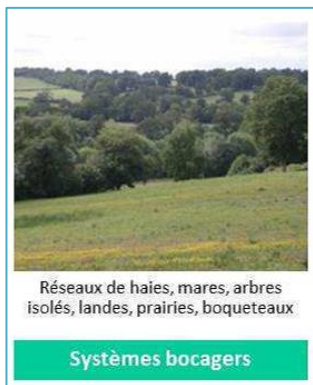 Réseaux de haies, mares, arbres
isolés, landes, prairies, boqueteaux
Systèmes bocagers